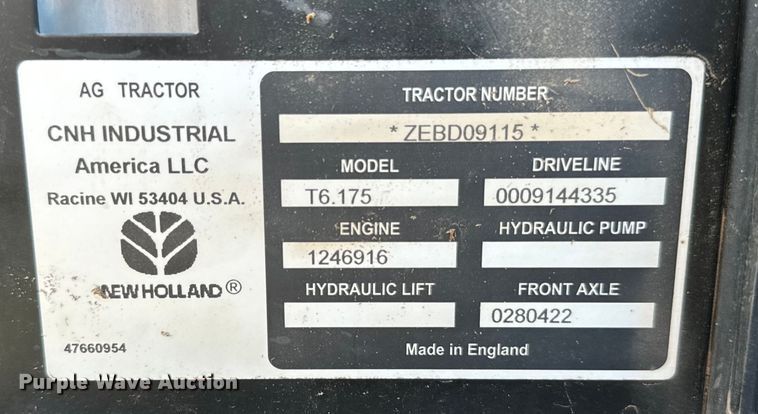 AG TRACTOR
CNH INDUSTRIAL
America LLC
Racine WI 53404 U.S.A.
NEW HOLLAND®
47660954
TRACTOR NUMBER
*ZEBD09115*
MODEL DRIVELINE
T6.175 0009144335
ENGINE HYDRAULIC PUMP
1246916
HYDRAULIC LIFT FRONT AXLE
0280422
Made in England
Purple Wave Auction